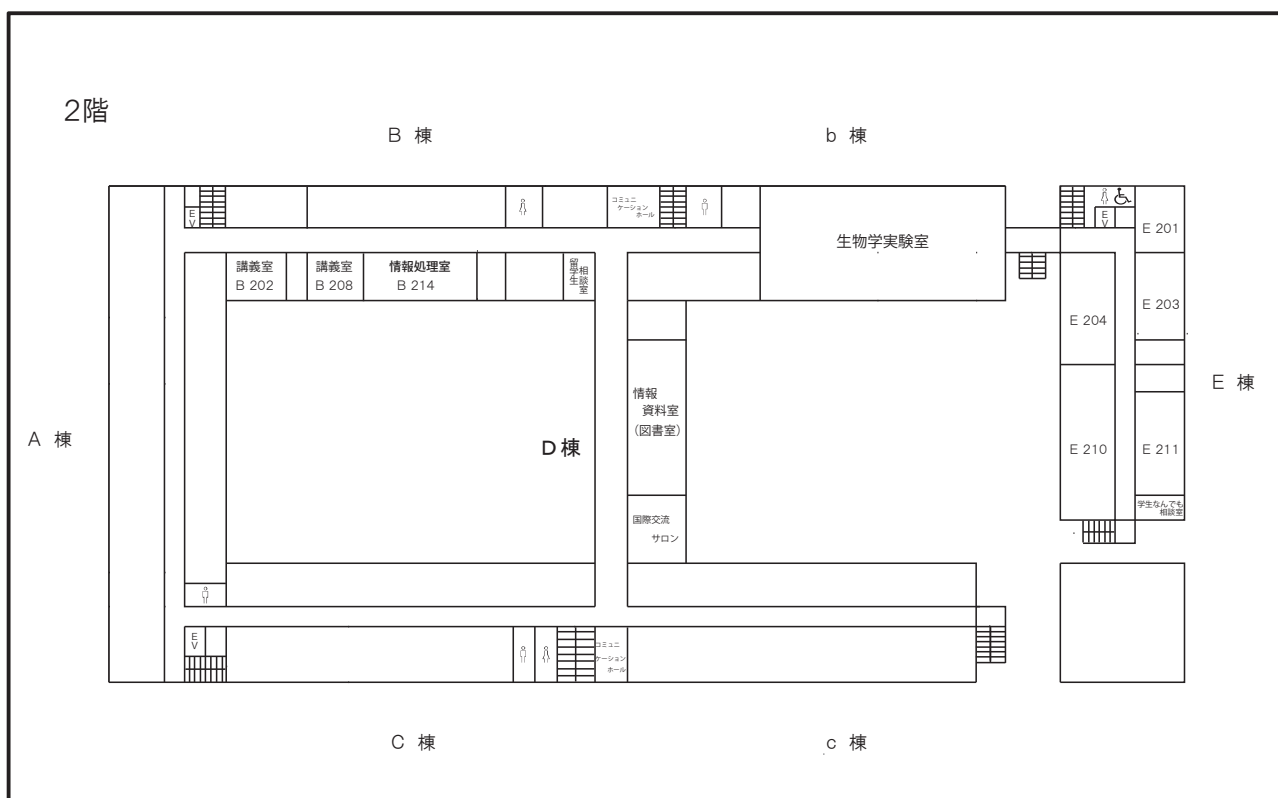 2階
B 棟
b 棟
EV
コミュニ
ケーション
ホール
EV
E 201
生物学実験室
講義室
B 202
講義室
B 208
情報処理室
B 214
留学生
相談室
E 203
E 204
情報
資料室
(図書室)
A 棟
D棟
E 棟
E 210
E 211
国際交流
サロン
学生なんでも
相談室
EV
コミュニ
ケーション
ホール
C 棟
c 棟